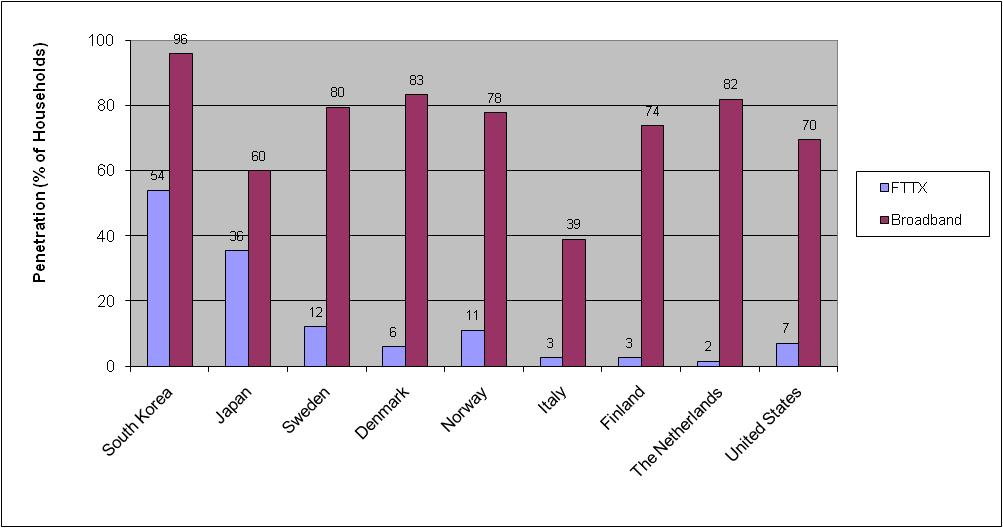 Penetration (% of Households)
100
80
60
40
20
0
54
96
36
60
12
80
6
83
11
78
3
39
3
74
2
82
7
70
South Korea
Japan
Sweden
Denmark
Norway
Italy
Finland
The Netherlands
United States
FTTX
Broadband